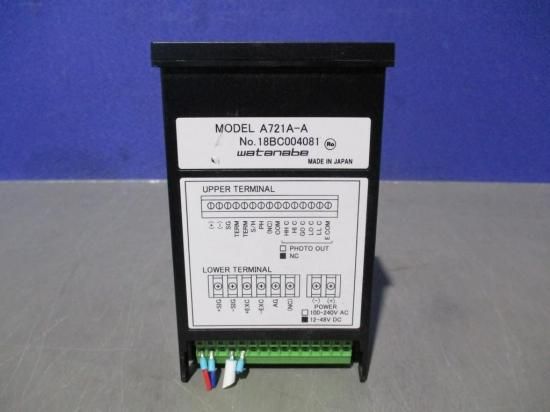 MODEL A721A-A
No.18BC004081 Ro
watanabe
MADE IN JAPAN
UPPER TERMINAL
(+) (-) SG TERM TERM S/H PH (NC) COM HH C HI C GO C LO C LL C E.COM
PHOTO OUT
NC
LOWER TERMINAL
+SIG -SIG +EXC -EXC AG (NC) (-) (+)
POWER
100-240V AC
12-48V DC